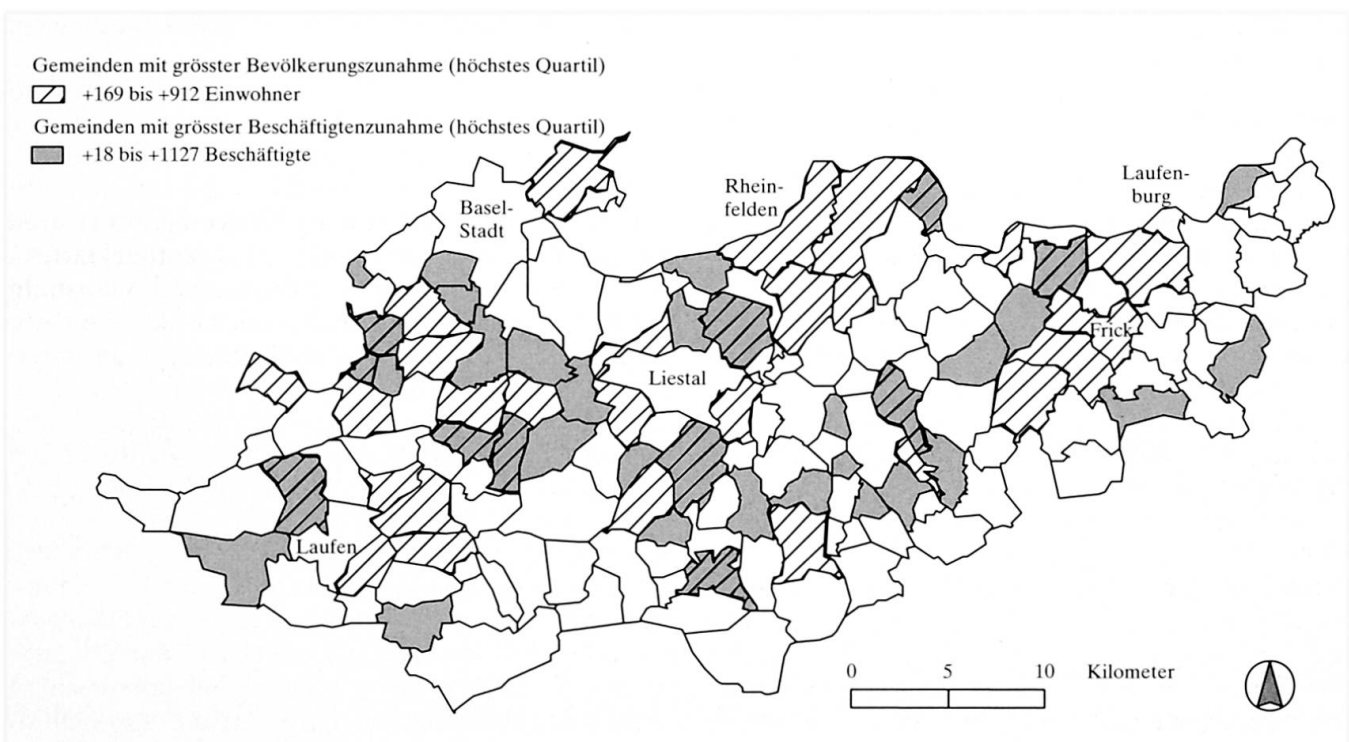 Gemeinden mit grösster Bevölkerungszunahme (höchstes Quartil)
+169 bis +912 Einwohner
Gemeinden mit grösster Beschäftigtenzunahme (höchstes Quartil)
+18 bis +1127 Beschäftigte
Basel-
Stadt
Rhein-
felden
Laufen-
burg
Frick
Liestal
Laufen
0 5 10 Kilometer